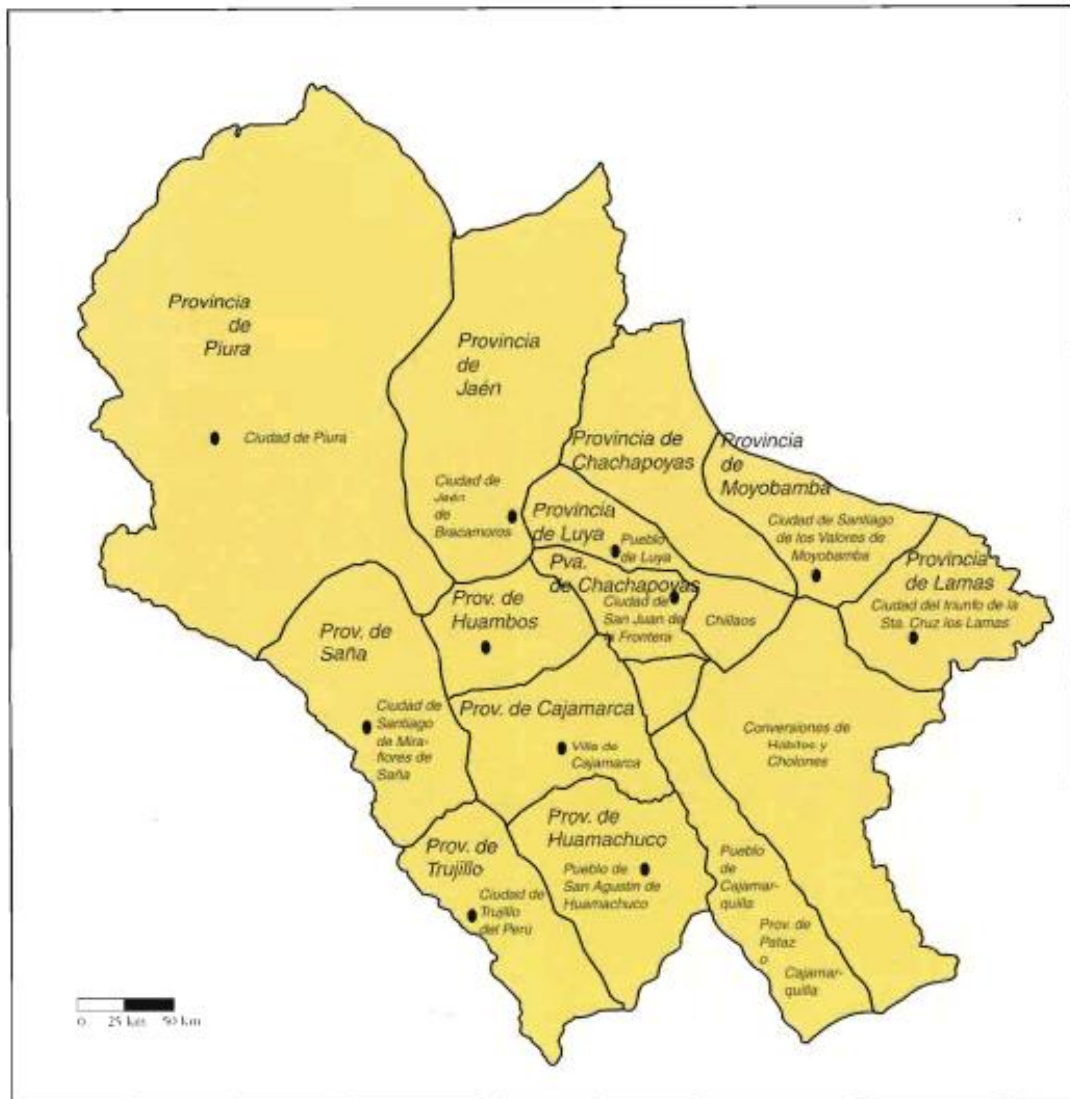 Provincia
de
Piura
Ciudad de Piura
Provincia
de
Jaén
Ciudad de
Jaén
de
Bracamoros
Provincia de
Chachapoyas
Provincia
de
Moyobamba
Ciudad de Santiago
de los Valores de
Moyobamba
Provincia
de Luya
Pueblo
de Luya
Pva.
de Chachapoyas
Ciudad de
San Juan de
la Frontera
Chillaos
Provincia
de Lamas
Ciudad del triunfo de la
Sta. Cruz los Lamas
Prov. de
Huambos
Prov. de
Saña
Ciudad de
Santiago
de Mira-
flores de
Saña
Prov. de Cajamarca
Villa de
Cajamarca
Conversiones de
Hibitos y
Cholones
Prov. de
Huamachuco
Pueblo de
San Agustín de
Huamachuco
Prov. de
Trujillo
Ciudad de
Trujillo
del Perú
Pueblo
de
Cajamar-
quilla
Prov. de
Pataz
o
Cajamar-
quilla
0 25 km 50 km